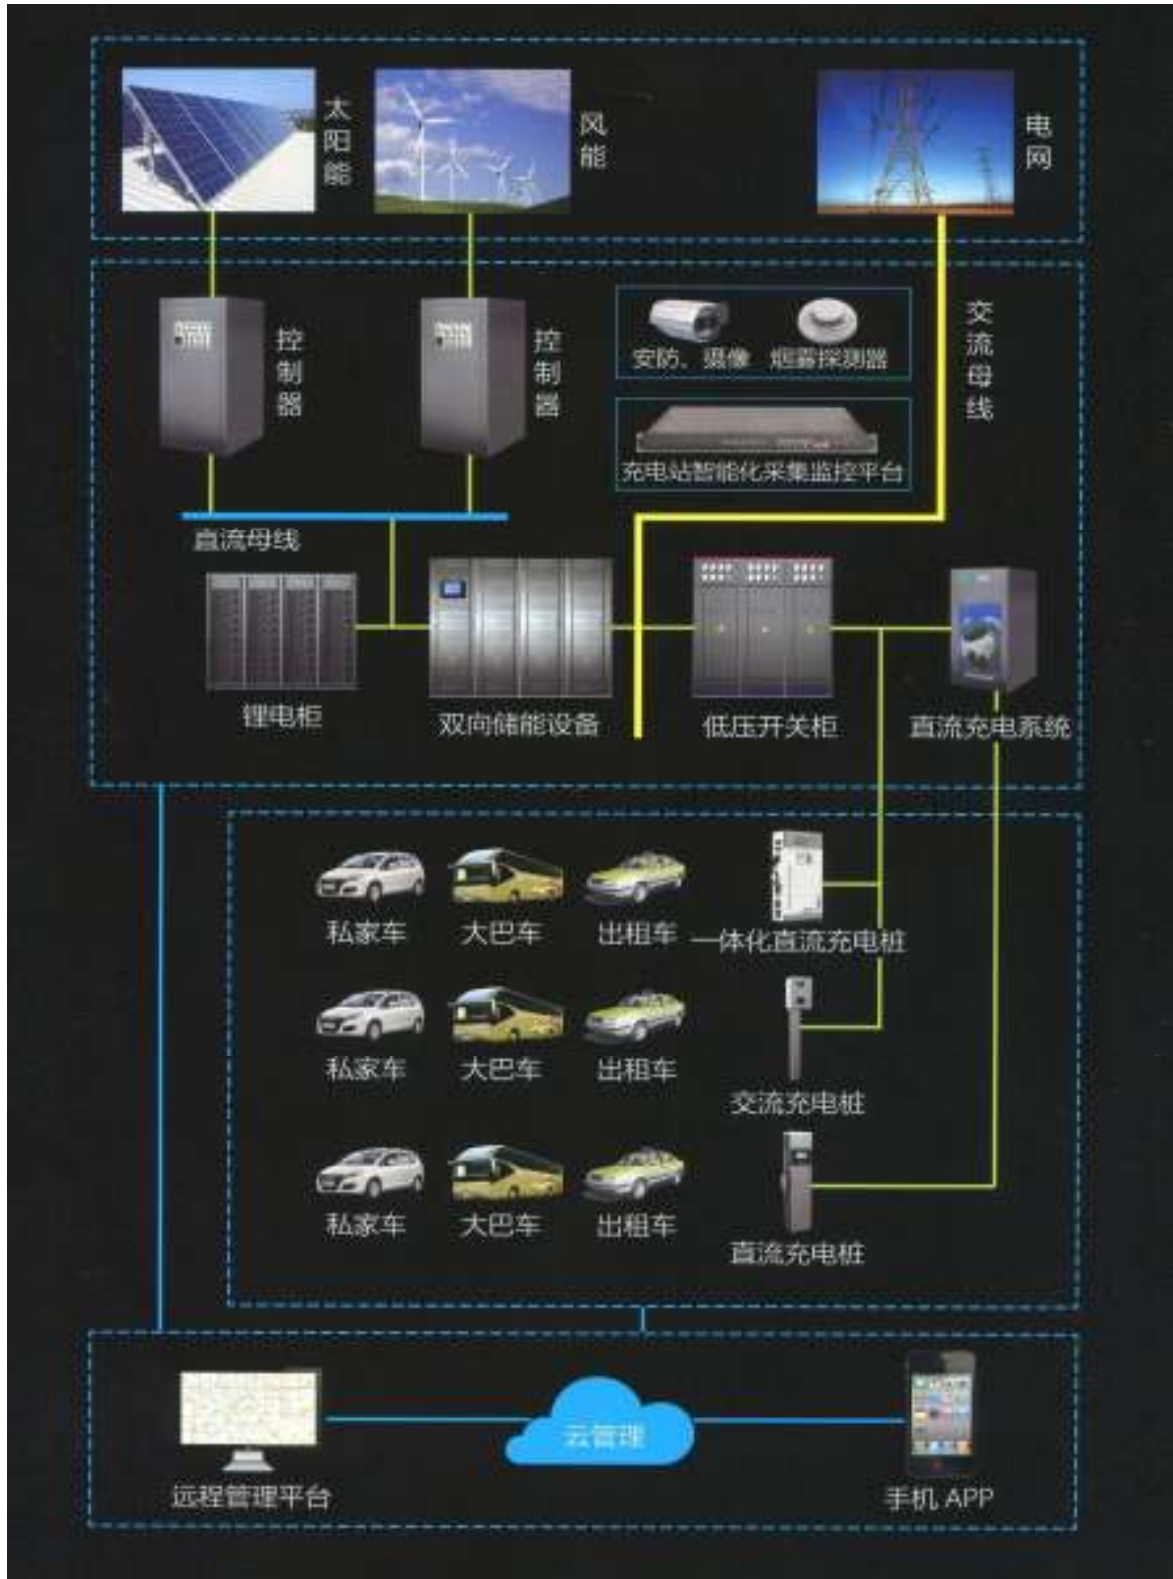 太阳能
风能
电网
控制器
控制器
安防、摄像
烟雾探测器
交流母线
充电站智能化采集监控平台
直流母线
锂电柜
双向储能设备
低压开关柜
直流充电系统
私家车
大巴车
出租车
一体化直流充电桩
私家车
大巴车
出租车
交流充电桩
私家车
大巴车
出租车
直流充电桩
云管理
远程管理平台
手机 APP